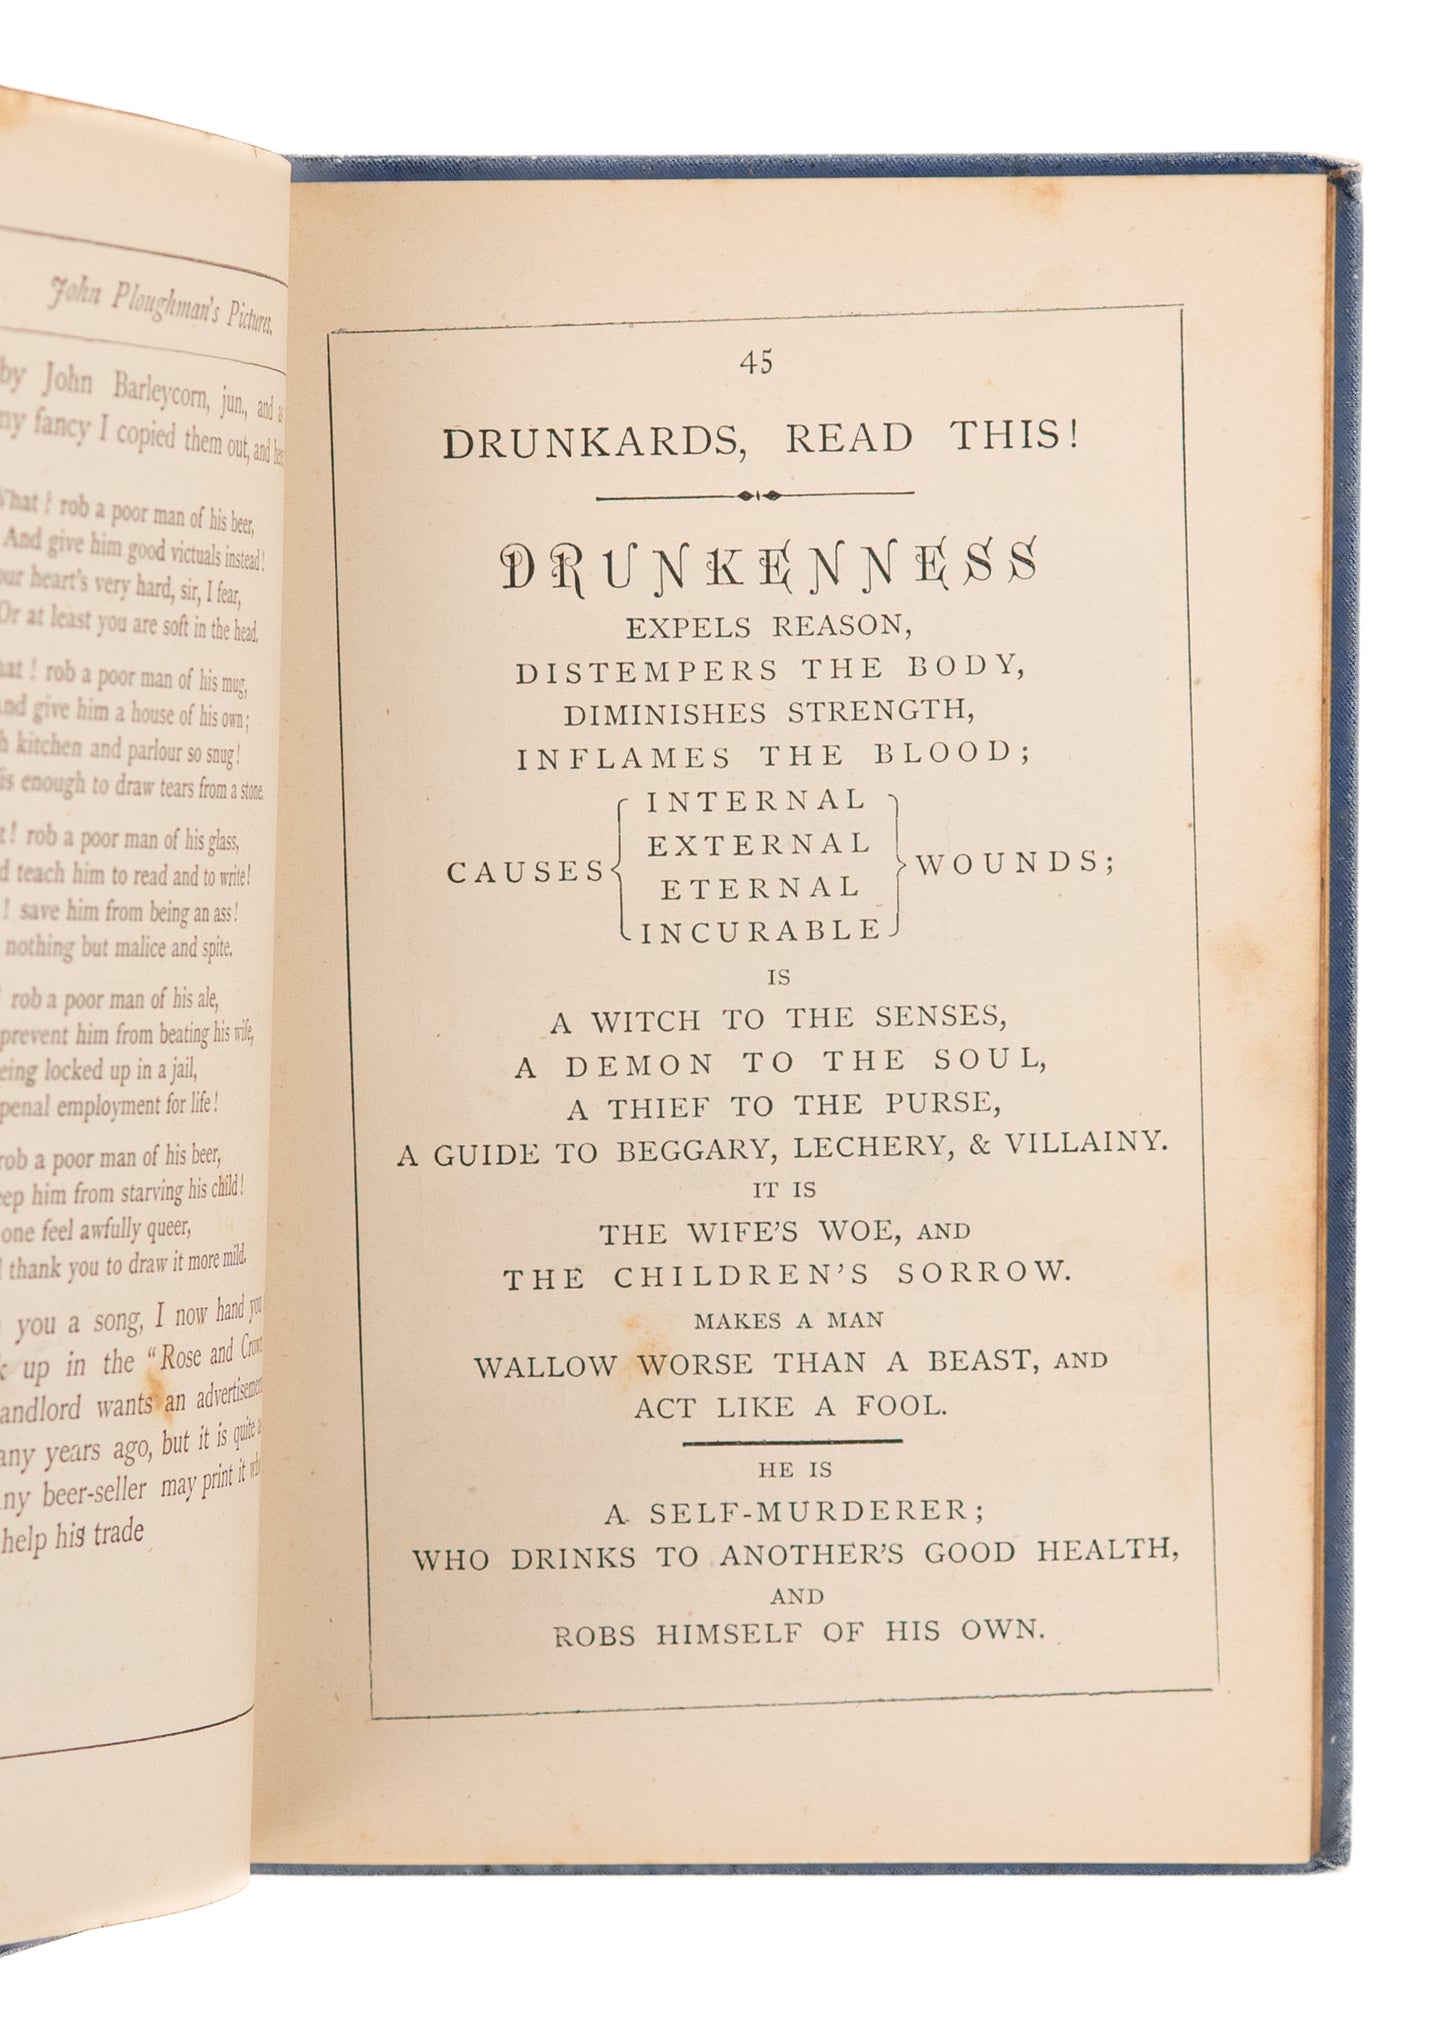 John Ploughman's Pictures.
by John Barleycorn, jun., and a
my fancy I copied them out, and
What! rob a poor man of his beer,
And give him good victuals instead!
our heart's very hard, sir, I fear,
Or at least you are soft in the head.
hat! rob a poor man of his mug,
And give him a house of his own;
kitchen and parlour so snug!
enough to draw tears from a stone.
rob a poor man of his glass,
teach him to read and to write!
! save him from being an ass!
nothing but malice and spite.
rob a poor man of his ale,
prevent him from beating his wife,
being locked up in a jail,
penal employment for life!
rob a poor man of his beer,
keep him from starving his child!
one feel awfully queer,
thank you to draw it more mild.
you a song, I now hand you
up in the "Rose and Crown
landlord wants an advertisement
any years ago, but it is quite
any beer-seller may print it
help his trade
45
DRUNKARDS, READ THIS!
DRUNKENNESS
EXPELS REASON,
DISTEMPERS THE BODY,
DIMINISHES STRENGTH,
INFLAMES THE BLOOD;
INTERNAL
EXTERNAL
CAUSES { } WOUNDS;
ETERNAL
INCURABLE
IS
A WITCH TO THE SENSES,
A DEMON TO THE SOUL,
A THIEF TO THE PURSE,
A GUIDE TO BEGGARY, LECHERY, & VILLAINY.
IT IS
THE WIFE'S WOE, AND
THE CHILDREN'S SORROW.
MAKES A MAN
WALLOW WORSE THAN A BEAST, AND
ACT LIKE A FOOL.
HE IS
A SELF-MURDERER;
WHO DRINKS TO ANOTHER'S GOOD HEALTH,
AND
ROBS HIMSELF OF HIS OWN.